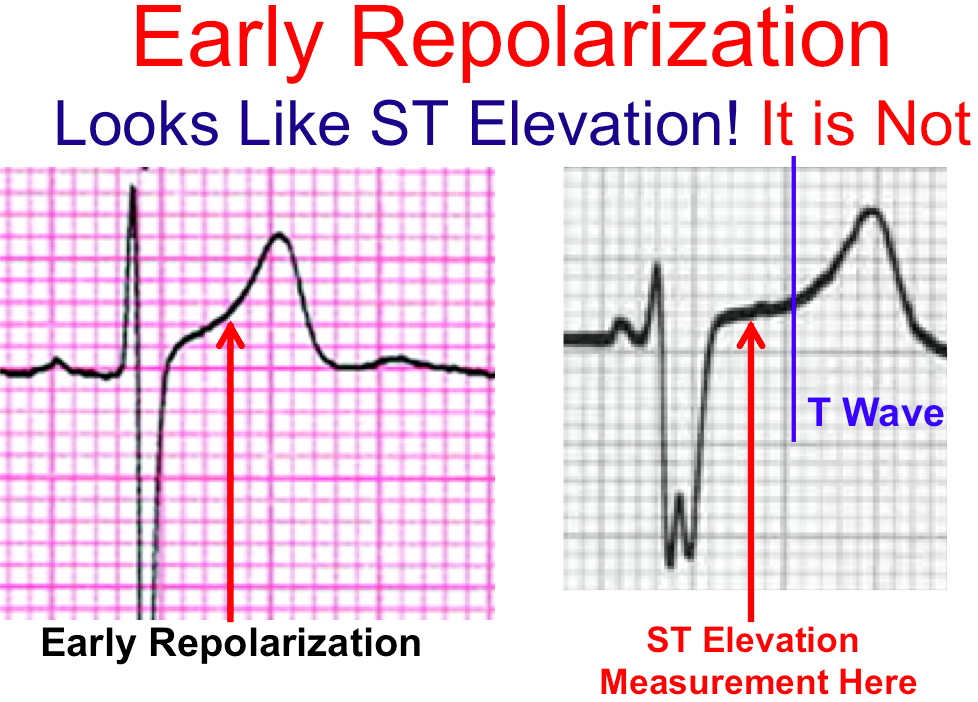 Early Repolarization
Looks Like ST Elevation! It is Not
T Wave
Early Repolarization
ST Elevation
Measurement Here